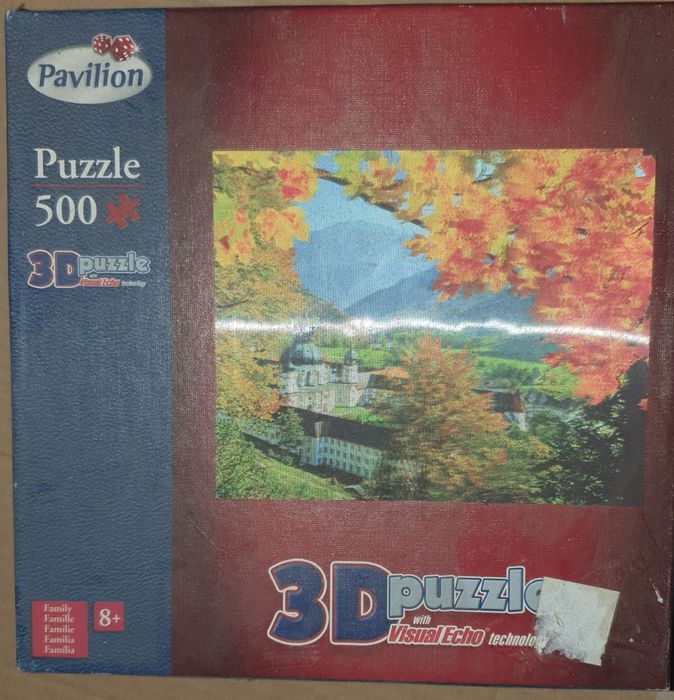 Pavilion
Puzzle
500
3D puzzle
with
Visual Echo® technology
3D puzzle
with
Visual Echo® technology
Family
Famille
Familie
Familia
Família
8+